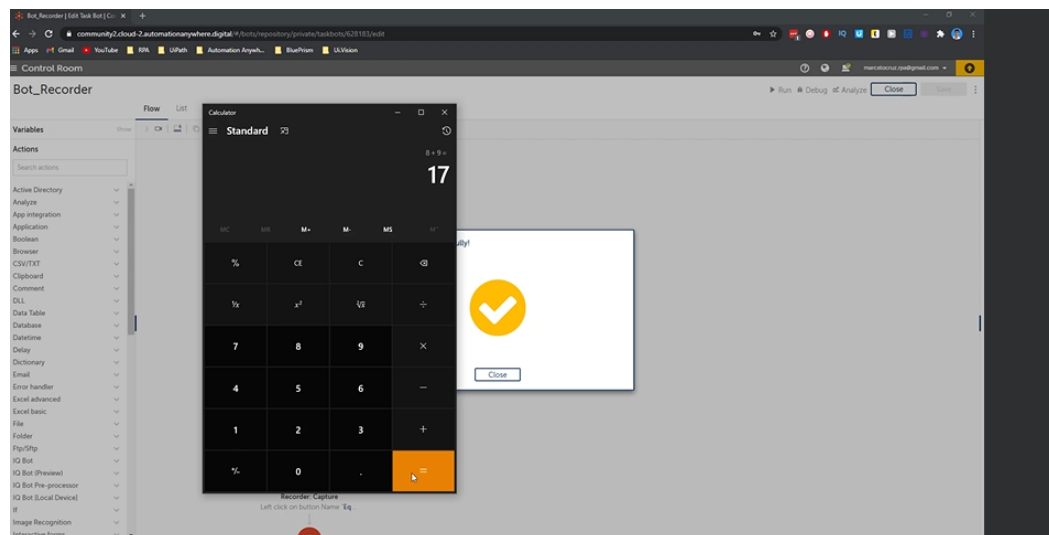 Bot_Recorder | Edit Task Bot | Co
community2.cloud-2.automationanywhere.digital/#/bots/repository/private/taskbots/628183/edit
Apps Gmail YouTube RPA UiPath Automation Anywh... BluePrism Ui.Vision
Control Room
marcelocruz.rpa@gmail.com
Bot_Recorder
Run Debug Analyze Close Save
Flow List
Variables Show
Actions
Search actions
Active Directory
Analyze
App integration
Application
Boolean
Browser
CSV/TXT
Clipboard
Comment
DLL
Data Table
Database
Datetime
Delay
Dictionary
Email
Error handler
Excel advanced
Excel basic
File
Folder
Ftp/Sftp
IQ Bot
IQ Bot (Preview)
IQ Bot Pre-processor
IQ Bot [Local Device]
If
Image Recognition
Interactive forms
Calculator
Standard
8 + 9 =
17
MC MR M+ M- MS M˅
% CE C
¹/x x² ²√x ÷
7 8 9 ×
4 5 6 −
1 2 3 +
+/- 0 . =
ully!
Close
Recorder: Capture
Left click on button Name Eq